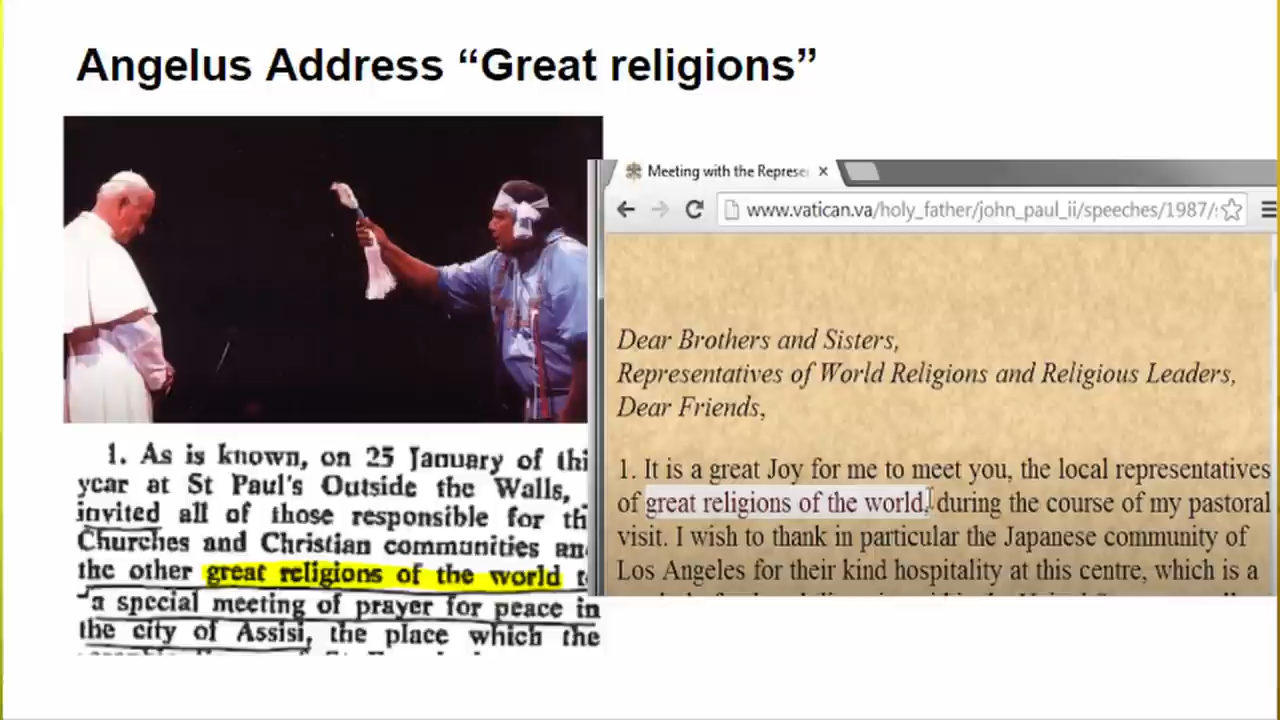 Angelus Address “Great religions”
1. As is known, on 25 January of thi
year at St Paul's Outside the Walls,
invited all of those responsible for th
Churches and Christian communities an
the other great religions of the world t
a special meeting of prayer for peace in
the city of Assisi, the place which the
Meeting with the Represe
www.vatican.va/holy_father/john_paul_ii/speeches/1987/
Dear Brothers and Sisters,
Representatives of World Religions and Religious Leaders,
Dear Friends,
1. It is a great Joy for me to meet you, the local representatives
of great religions of the world, during the course of my pastoral
visit. I wish to thank in particular the Japanese community of
Los Angeles for their kind hospitality at this centre, which is a